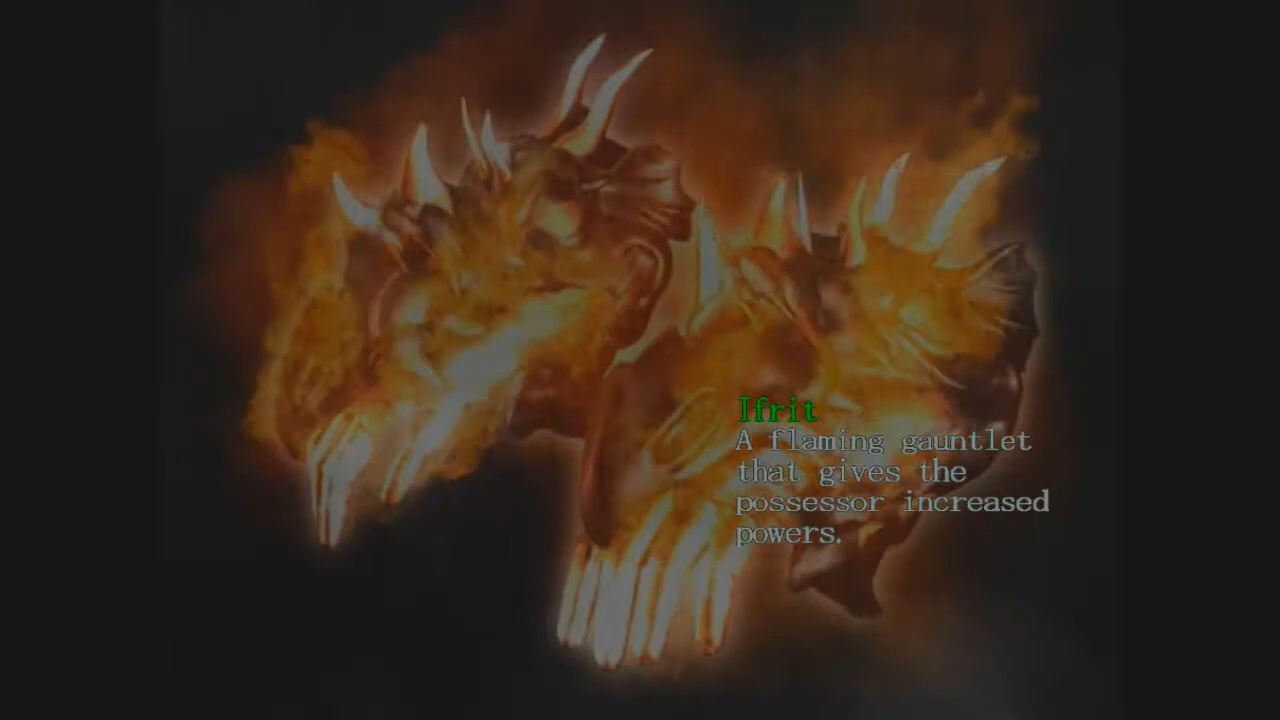 Ifrit
A flaming gauntlet
that gives the
possessor increased
powers.